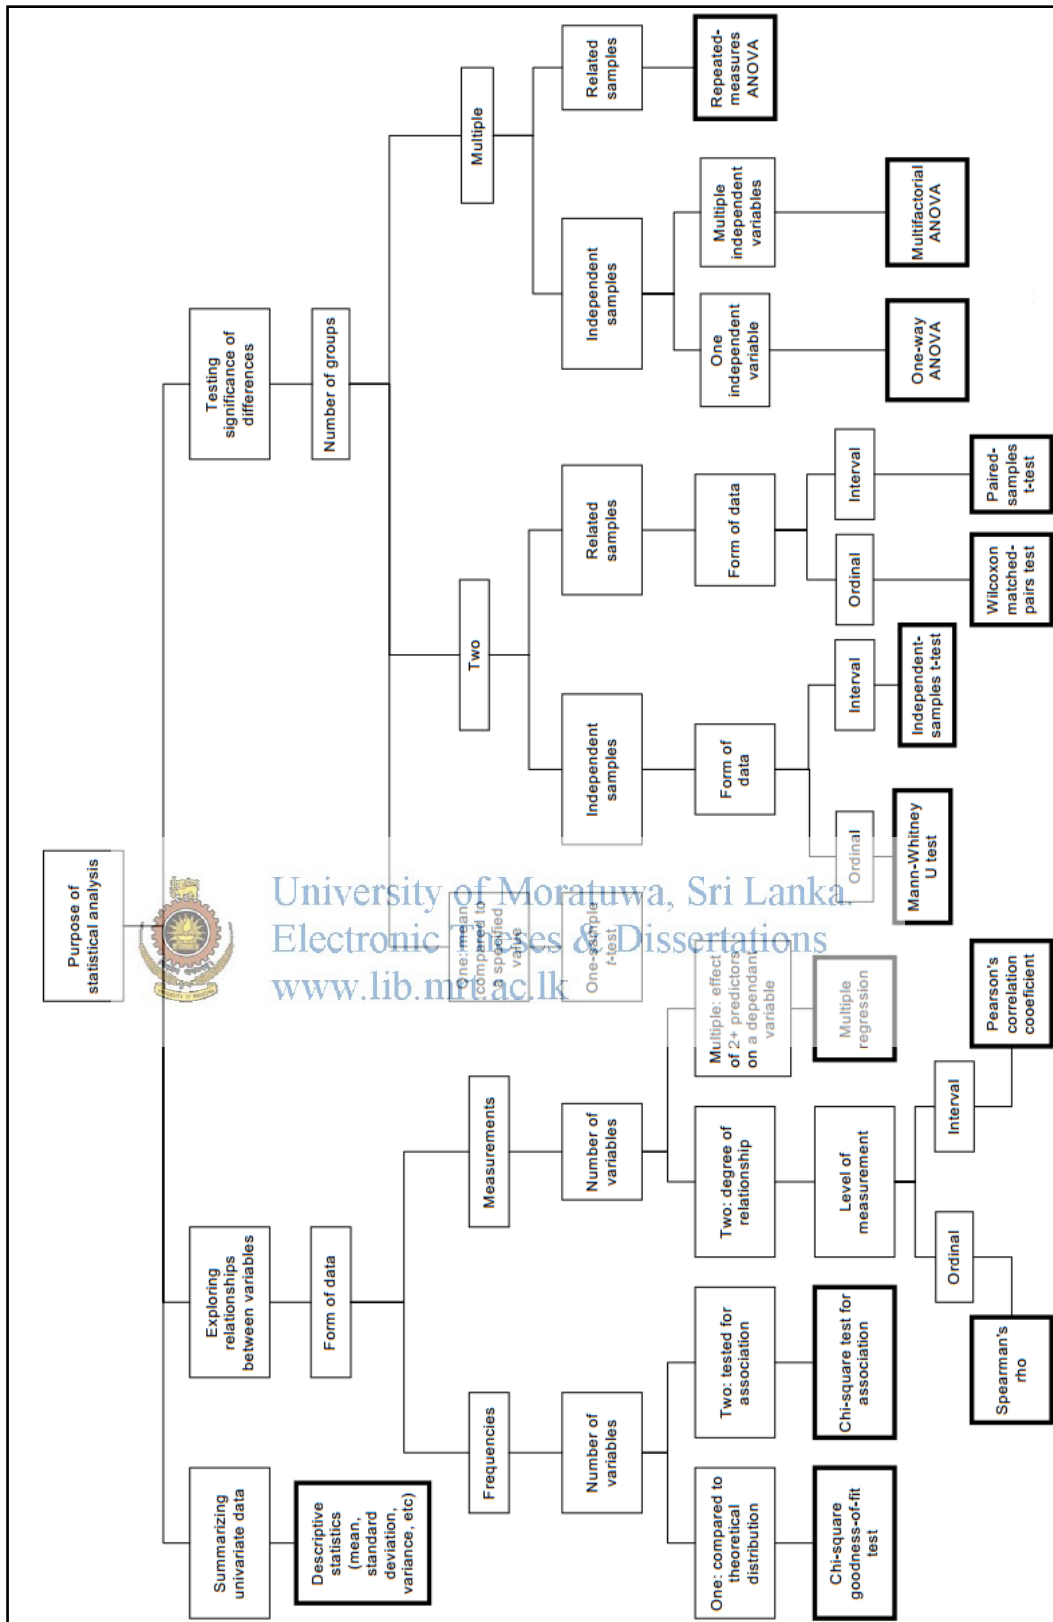 Purpose of
statistical analysis
Summarizing
univariate data
Descriptive
statistics
(mean,
standard
deviation,
variance, etc)
Exploring
relationships
between variables
Form of data
Frequencies
Number of
variables
One: compared to
theoretical
distribution
Chi-square
goodness-of-fit
test
Two: tested for
association
Chi-square test for
association
Measurements
Number of
variables
Two: degree of
relationship
Level of
measurement
Ordinal
Spearman's
rho
Interval
Pearson's
correlation
cooeficient
Multiple: effect
of 2+ predictors
on a dependant
variable
Multiple
regression
Testing
significance of
differences
Number of groups
One: mean
compared to
a specified
value
One-sample
t-test
Two
Independent
samples
Form of
data
Ordinal
Mann-Whitney
U test
Interval
Independent-
samples t-test
Related
samples
Form of data
Ordinal
Wilcoxon
matched-
pairs test
Interval
Paired-
samples
t-test
Multiple
Independent
samples
One
independent
variable
One-way
ANOVA
Multiple
independent
variables
Multifactorial
ANOVA
Related
samples
Repeated-
measures
ANOVA
University of Moratuwa, Sri Lanka.
Electronic Theses & Dissertations
www.lib.mrt.ac.lk